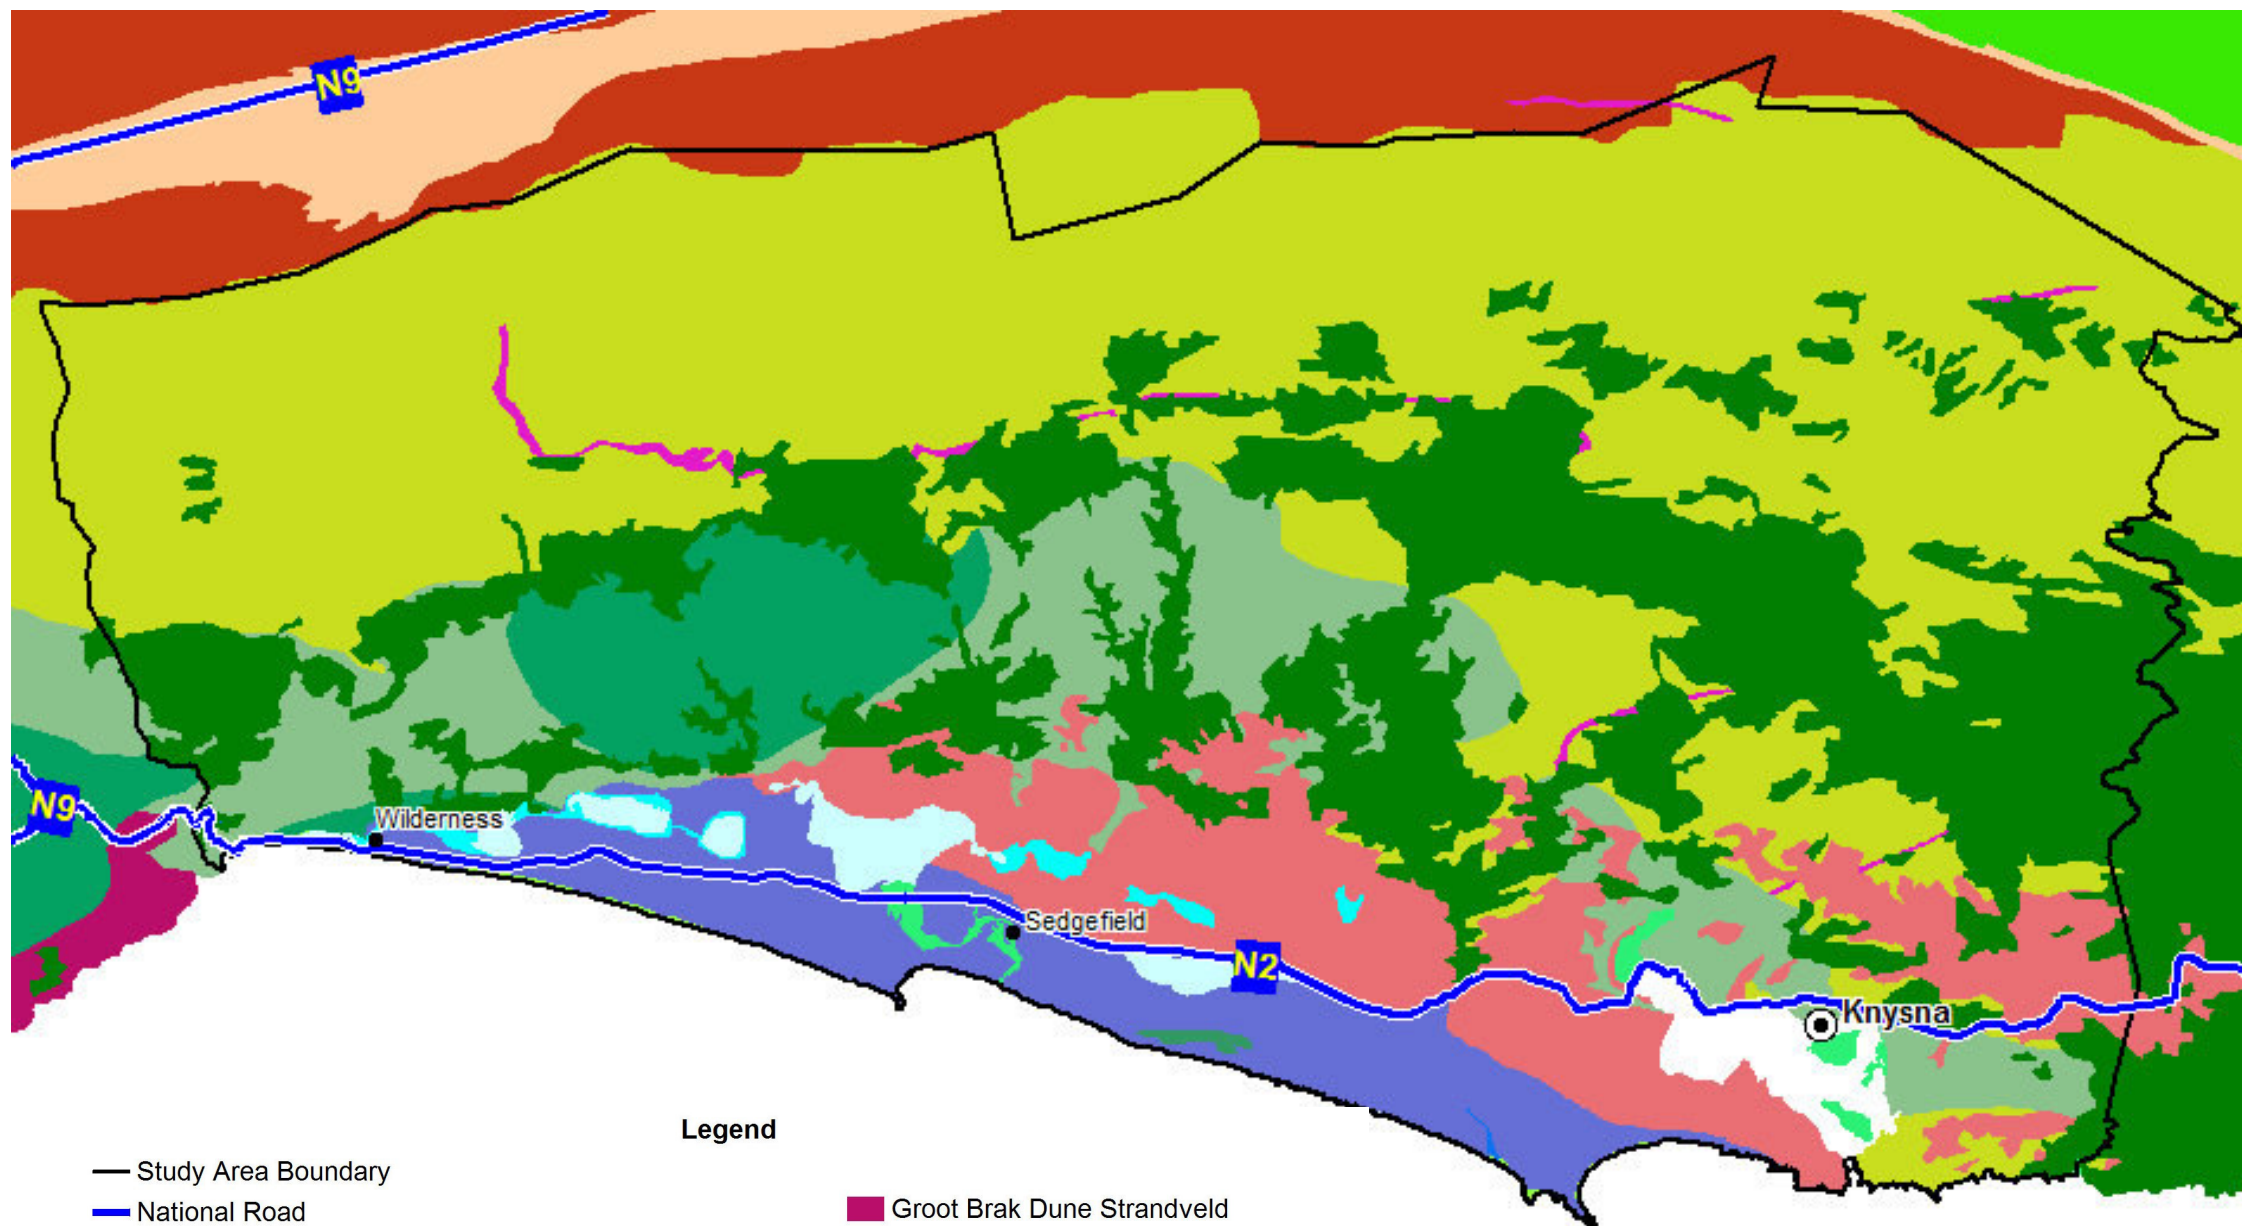 N9
N9
Wilderness
Sedgefield
N2
Knysna
Legend
Study Area Boundary
National Road
Groot Brak Dune Strandveld